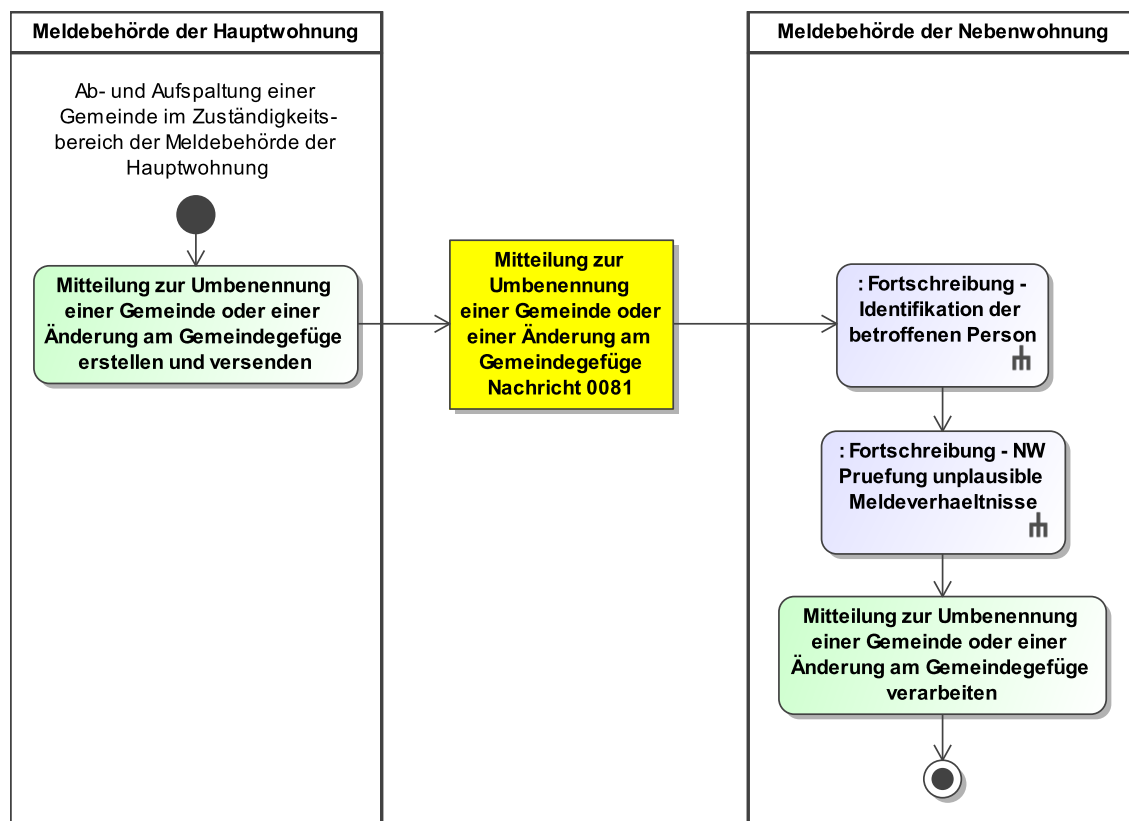 Meldebehörde der Hauptwohnung
Ab- und Aufspaltung einer
Gemeinde im Zuständigkeits-
bereich der Meldebehörde der
Hauptwohnung
Mitteilung zur Umbenennung
einer Gemeinde oder einer
Änderung am Gemeindegefüge
erstellen und versenden
Mitteilung zur
Umbenennung
einer Gemeinde oder
einer Änderung am
Gemeindegefüge
Nachricht 0081
Meldebehörde der Nebenwohnung
: Fortschreibung -
Identifikation der
betroffenen Person
: Fortschreibung - NW
Pruefung unplausible
Meldeverhaeltnisse
Mitteilung zur Umbenennung
einer Gemeinde oder einer
Änderung am Gemeindegefüge
verarbeiten